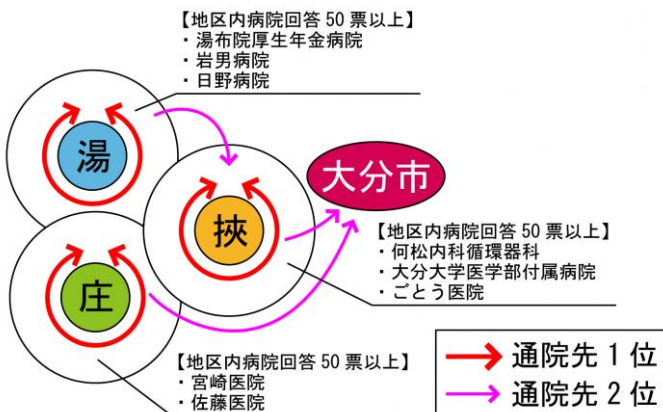 【地区内病院回答 50 票以上】
・湯布院厚生年金病院
・岩男病院
・日野病院
湯
大分市
挾
【地区内病院回答 50 票以上】
・何松内科循環器科
・大分大学医学部付属病院
・ごとう医院
庄
【地区内病院回答 50 票以上】
・宮崎医院
・佐藤医院
通院先 1 位
通院先 2 位